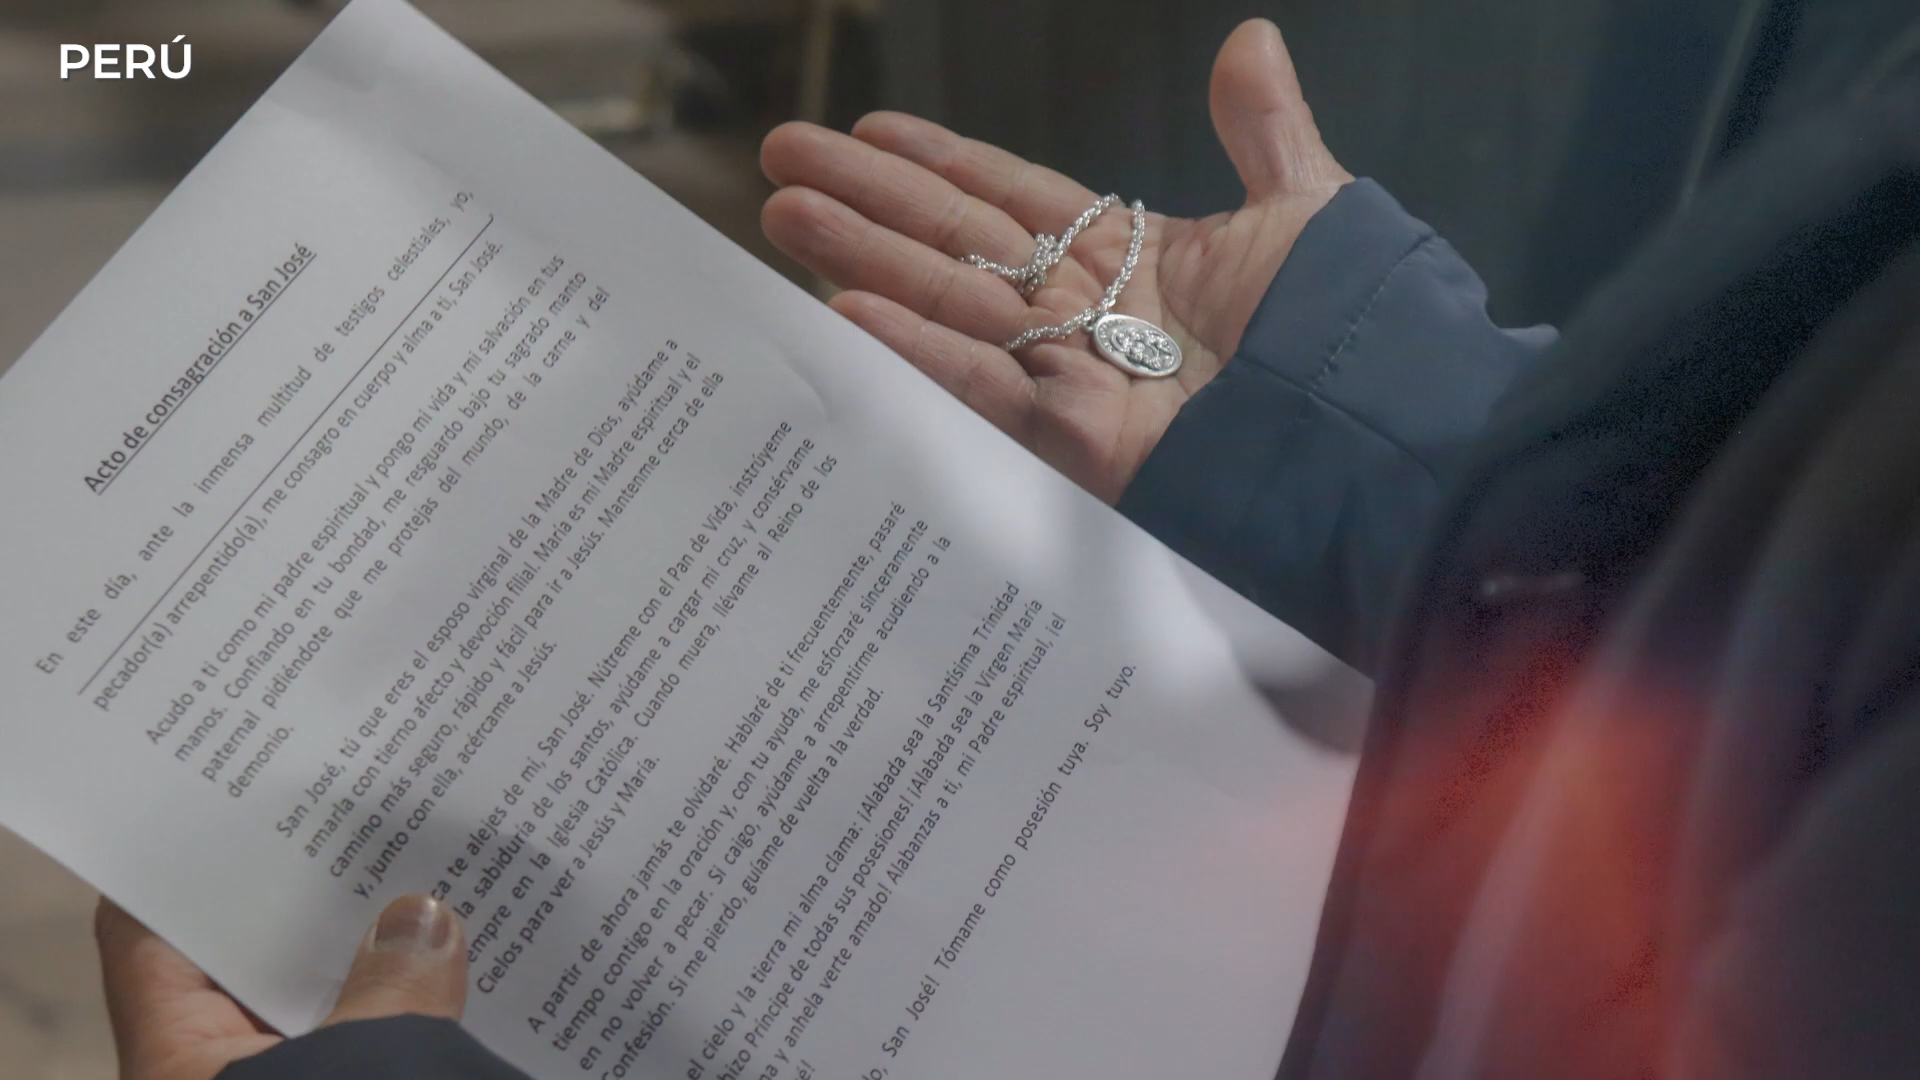 PERÚ
Acto de consagración a San José
En este día, ante la inmensa multitud de testigos celestiales, yo,
pecador(a) arrepentido(a), me consagro en cuerpo y alma a ti, San José.
Acudo a ti como mi padre espiritual y pongo mi vida y mi salvación en tus
manos. Confiando en tu bondad, me resguardo bajo tu sagrado manto
paternal pidiéndote que me protejas del mundo, de la carne y del
demonio.
San José, tú que eres el esposo virginal de la Madre de Dios, ayúdame a
amarla con tierno afecto y devoción filial. María es mi Madre espiritual y el
camino más seguro, rápido y fácil para ir a Jesús. Mantenme cerca de ella
y, junto con ella, acércame a Jesús.
te alejes de mí, San José. Nútreme con el Pan de Vida, instrúyeme
la sabiduría de los santos, ayúdame a cargar mi cruz, y consérvame
empre en la Iglesia Católica. Cuando muera, llévame al Reino de los
Cielos para ver a Jesús y María.
A partir de ahora jamás te olvidaré. Hablaré de ti frecuentemente, pasaré
tiempo contigo en la oración y, con tu ayuda, me esforzaré sinceramente
en no volver a pecar. Si caigo, ayúdame a arrepentirme acudiendo a la
Confesión. Si me pierdo, guíame de vuelta a la verdad.
el cielo y la tierra mi alma clama: ¡Alabada sea la Santísima Trinidad
hizo Príncipe de todas sus posesiones! ¡Alabada sea la Virgen María
ma y anhela verte amado! Alabanzas a ti, mi Padre espiritual, ¡el
San José! Tómame como posesión tuya. Soy tuyo.